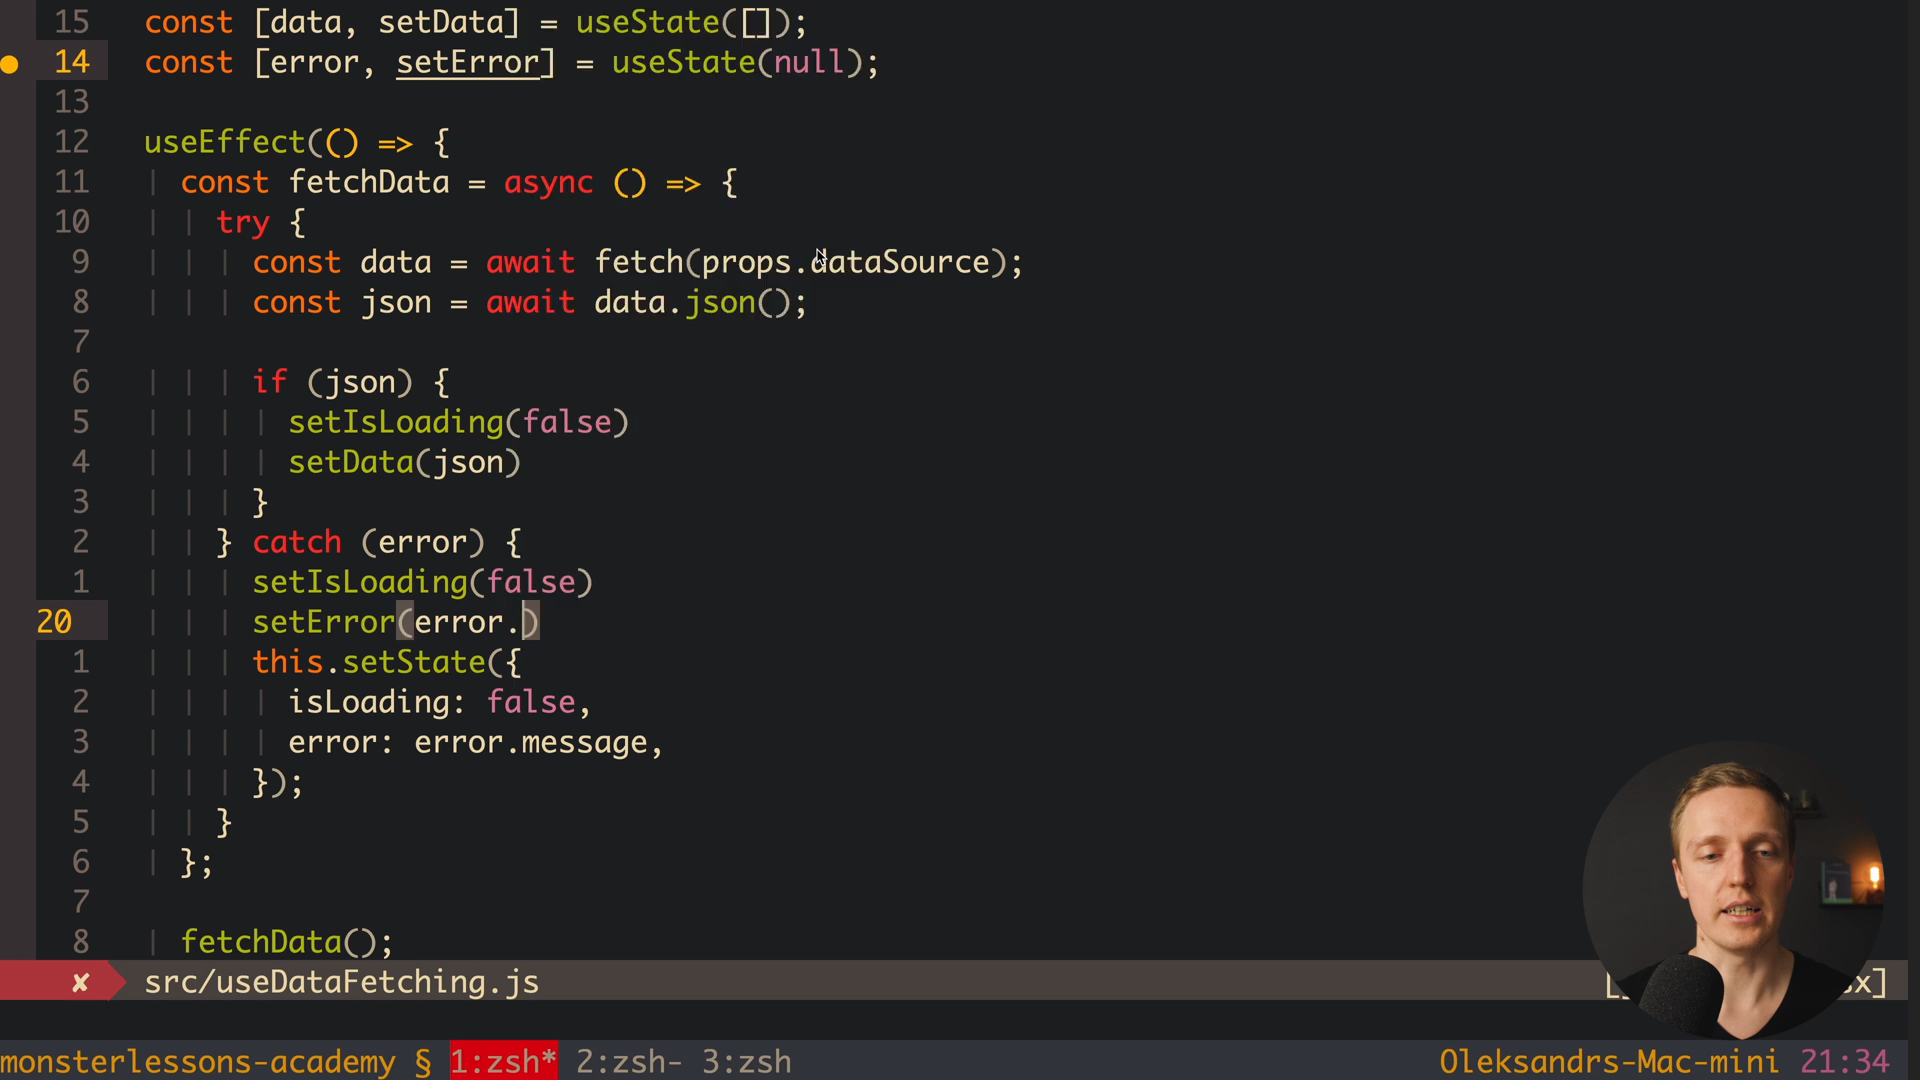 15 const [data, setData] = useState([]);
14 const [error, setError] = useState(null);
13
12 useEffect(() => {
11 const fetchData = async () => {
10 try {
9 const data = await fetch(props.dataSource);
8 const json = await data.json();
7
6 if (json) {
5 setIsLoading(false)
4 setData(json)
3 }
2 } catch (error) {
1 setIsLoading(false)
20 setError(error.)
1 this.setState({
2 isLoading: false,
3 error: error.message,
4 });
5 }
6 };
7
8 fetchData();
✘ src/useDataFetching.js
monsterlessons-academy § 1:zsh* 2:zsh- 3:zsh Oleksandrs-Mac-mini 21:34